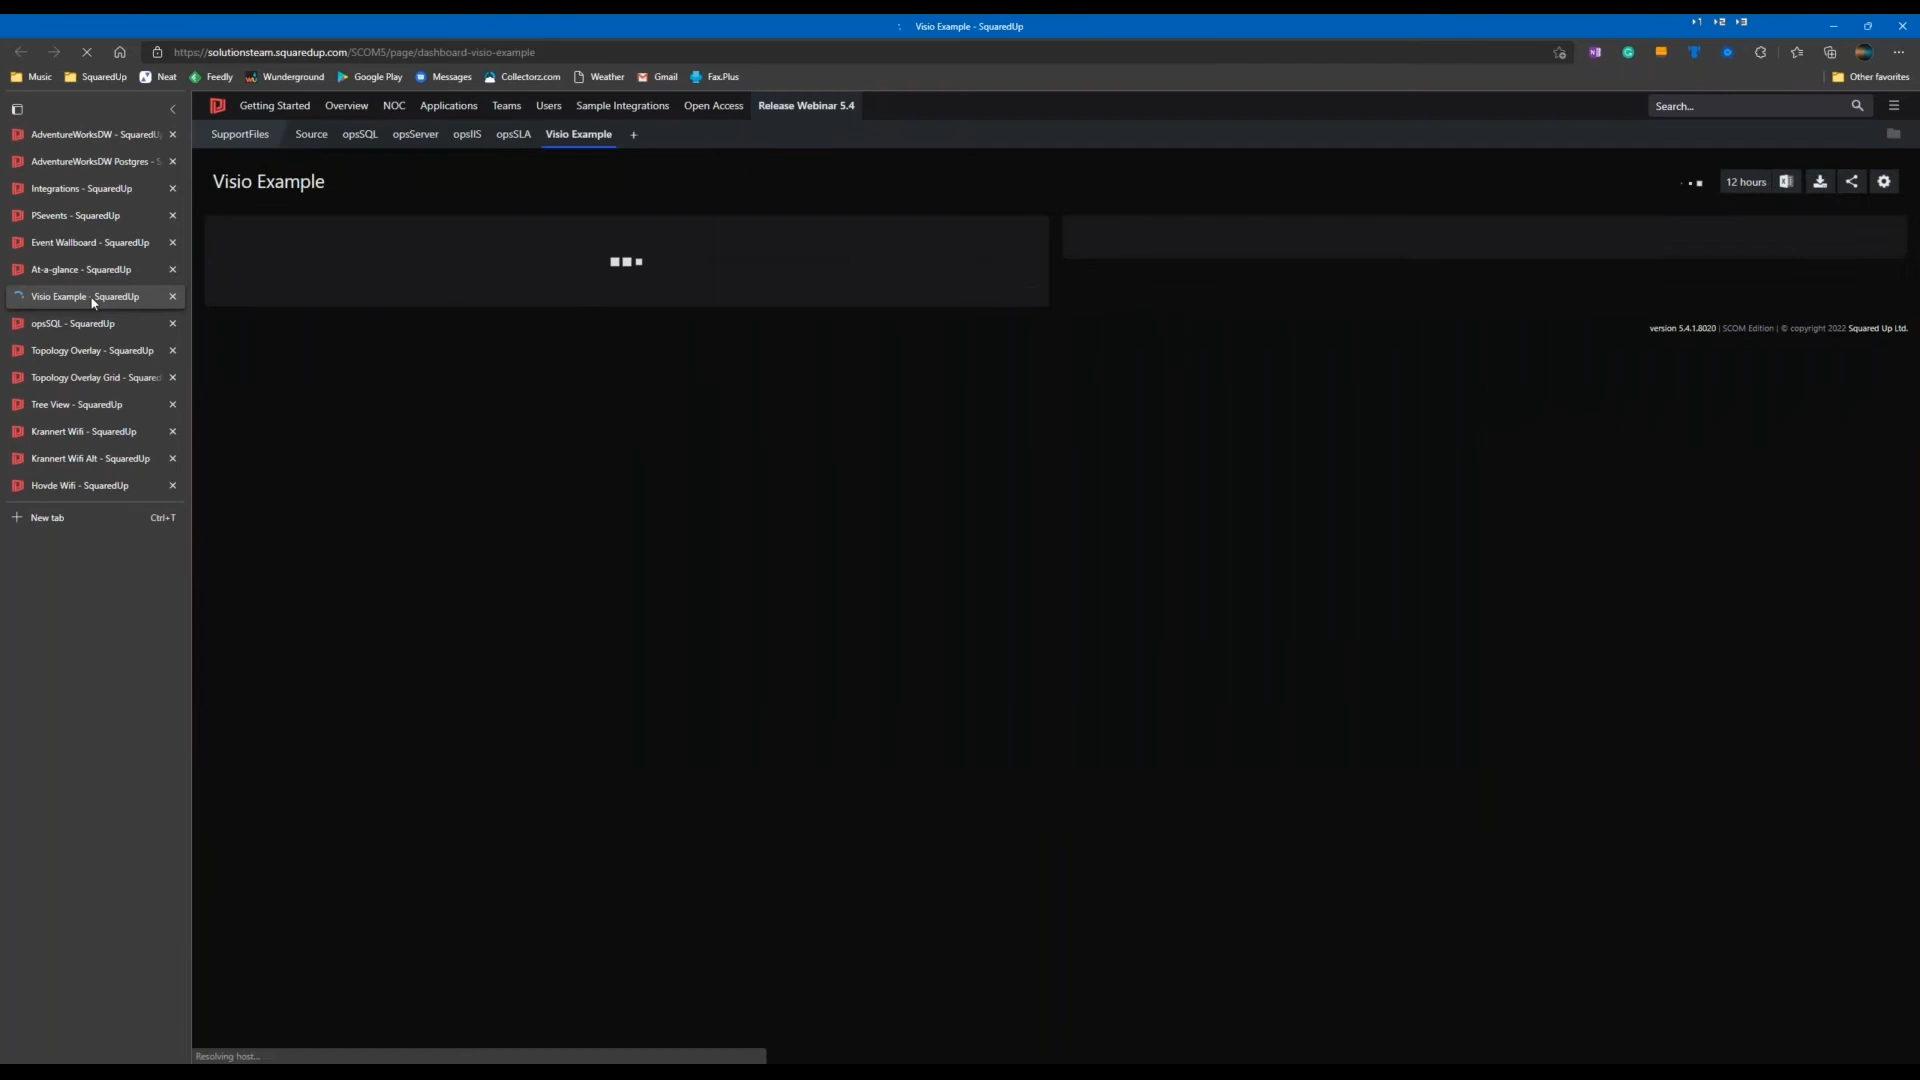 Visio Example - SquaredUp
https://solutionsteam.squaredup.com/SCOM5/page/dashboard-visio-example
Music SquaredUp Neat Feedly Wunderground Google Play Messages Collectorz.com Weather Gmail Fax.Plus Other favorites
Getting Started Overview NOC Applications Teams Users Sample Integrations Open Access Release Webinar 5.4 Search...
SupportFiles Source opsSQL opsServer opsIIS opsSLA Visio Example +
Visio Example
12 hours
AdventureWorksDW - SquaredU
AdventureWorksDW Postgres - S
Integrations - SquaredUp
PSevents - SquaredUp
Event Wallboard - SquaredUp
At-a-glance - SquaredUp
Visio Example - SquaredUp
opsSQL - SquaredUp
Topology Overlay - SquaredUp
Topology Overlay Grid - Squared
Tree View - SquaredUp
Krannert Wifi - SquaredUp
Krannert Wifi Alt - SquaredUp
Hovde Wifi - SquaredUp
New tab Ctrl+T
version 5.4.1.8020 | SCOM Edition | © copyright 2022 Squared Up Ltd.
Resolving host...